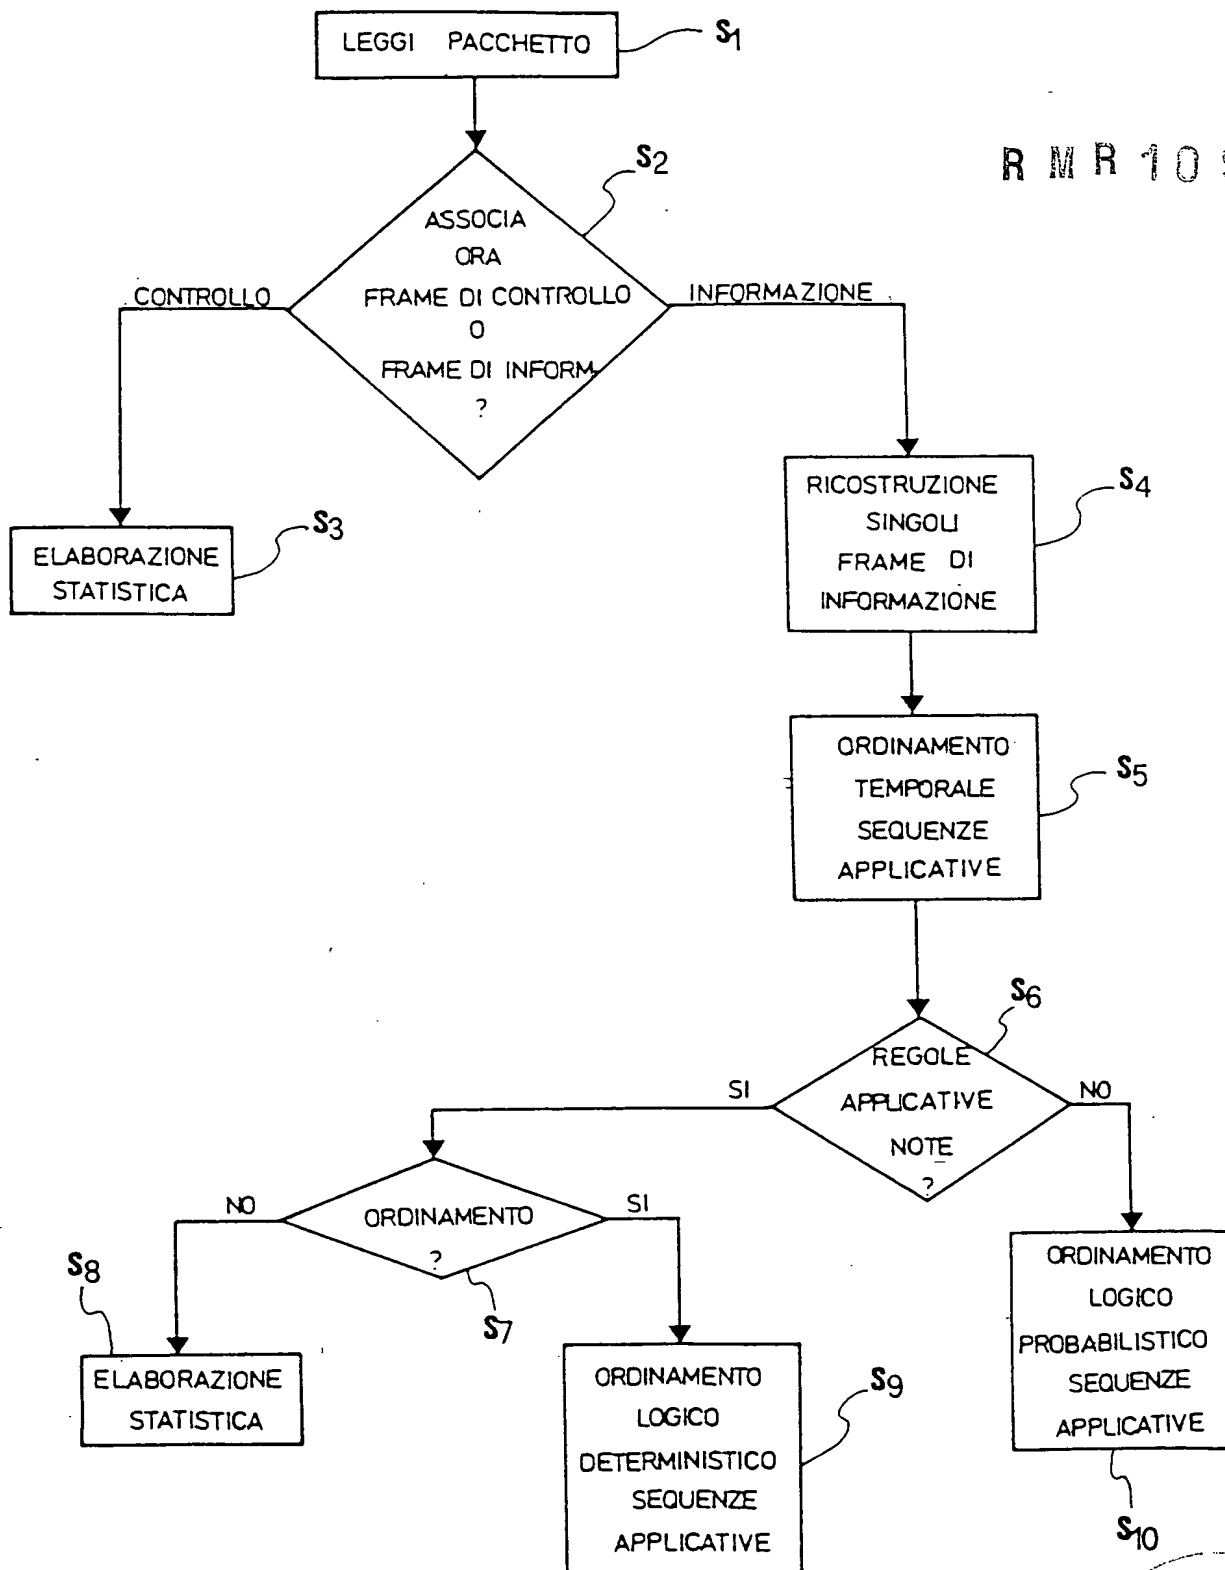 LEGGI PACCHETTO
S1
R M R 10
S2
ASSOCIA
ORA
FRAME DI CONTROLLO
O
FRAME DI INFORM.
?
CONTROLLO
INFORMAZIONE
S3
ELABORAZIONE
STATISTICA
S4
RICOSTRUZIONE
SINGOLI
FRAME DI
INFORMAZIONE
S5
ORDINAMENTO
TEMPORALE
SEQUENZE
APPLICATIVE
S6
REGOLE
APPLICATIVE
NOTE
?
SI
NO
NO
ORDINAMENTO
?
SI
S7
S8
ELABORAZIONE
STATISTICA
S9
ORDINAMENTO
LOGICO
DETERMINISTICO
SEQUENZE
APPLICATIVE
ORDINAMENTO
LOGICO
PROBABILISTICO
SEQUENZE
APPLICATIVE
S10